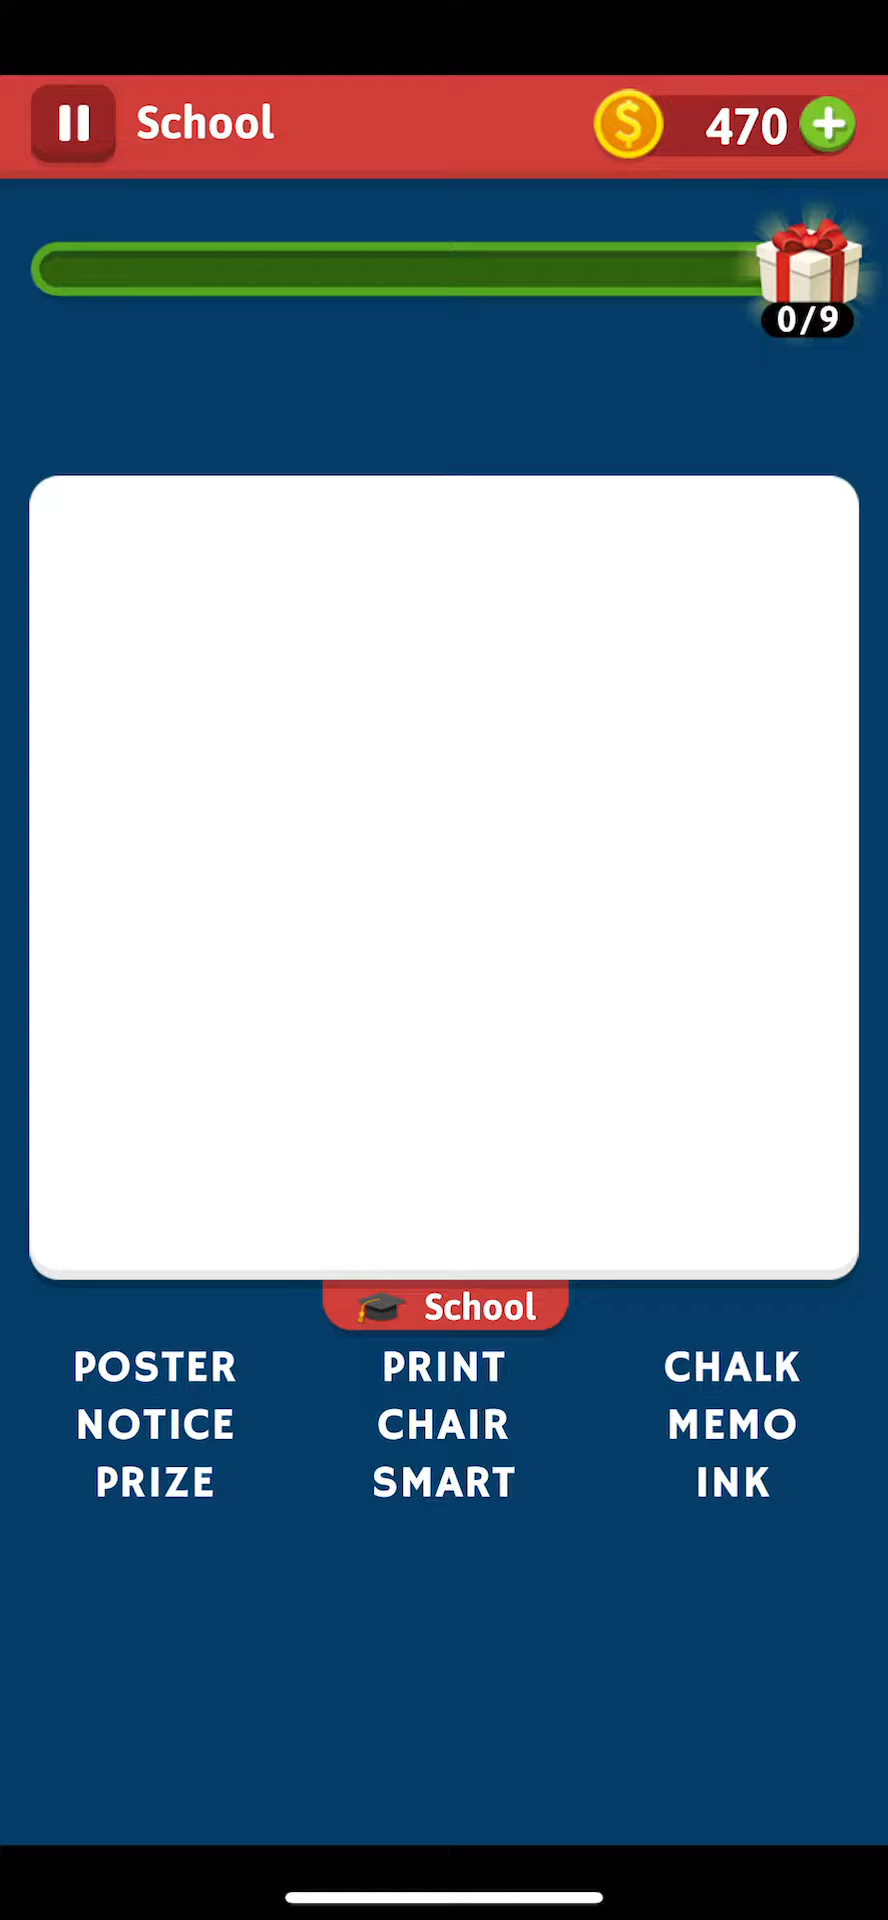 School
470
0/9
School
POSTER PRINT CHALK
NOTICE CHAIR MEMO
PRIZE SMART INK